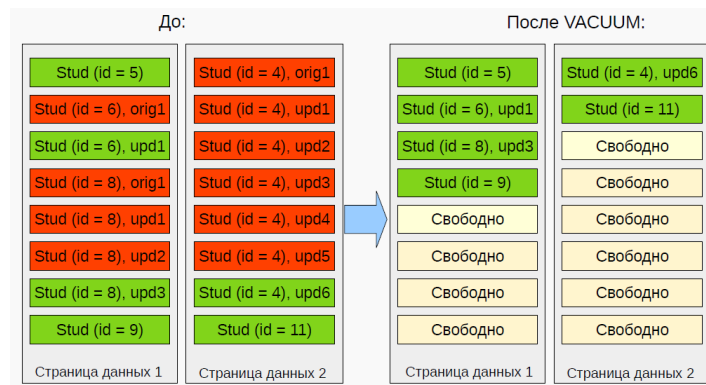 До:
После VACUUM:
Stud (id = 5)
Stud (id = 6), orig1
Stud (id = 6), upd1
Stud (id = 8), orig1
Stud (id = 8), upd1
Stud (id = 8), upd2
Stud (id = 8), upd3
Stud (id = 9)
Страница данных 1
Stud (id = 4), orig1
Stud (id = 4), upd1
Stud (id = 4), upd2
Stud (id = 4), upd3
Stud (id = 4), upd4
Stud (id = 4), upd5
Stud (id = 4), upd6
Stud (id = 11)
Страница данных 2
Stud (id = 5)
Stud (id = 6), upd1
Stud (id = 8), upd3
Stud (id = 9)
Свободно
Свободно
Свободно
Свободно
Страница данных 1
Stud (id = 4), upd6
Stud (id = 11)
Свободно
Свободно
Свободно
Свободно
Свободно
Свободно
Страница данных 2